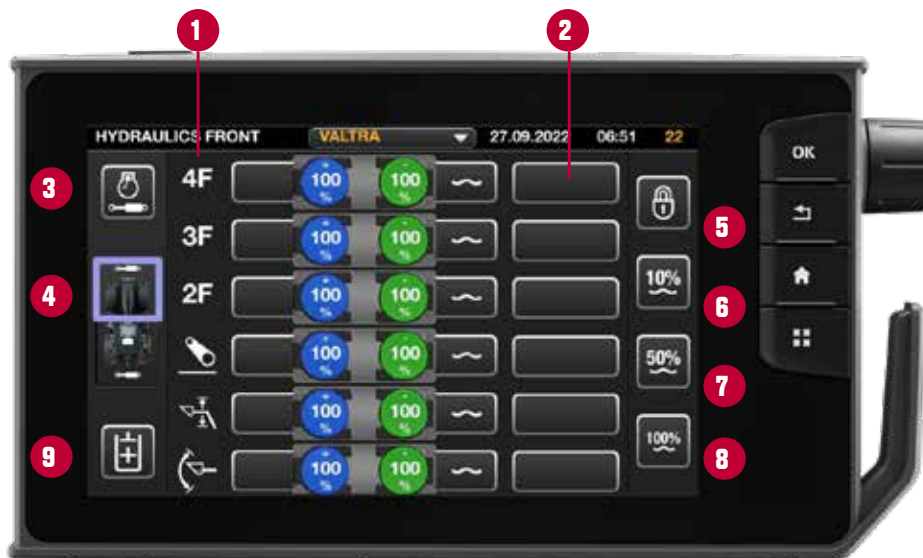 1 2
HYDRAULICS FRONT VALTRA 27.09.2022 06:51 22
OK
3 4F + 100 % - 100 %
5
3F + 100 % - 100 %
4 2F + 100 % - 100 % 10% 6
+ 100 % - 100 % 50% 7
+ 100 % - 100 %
9 + 100 % - 100 % 100% 8